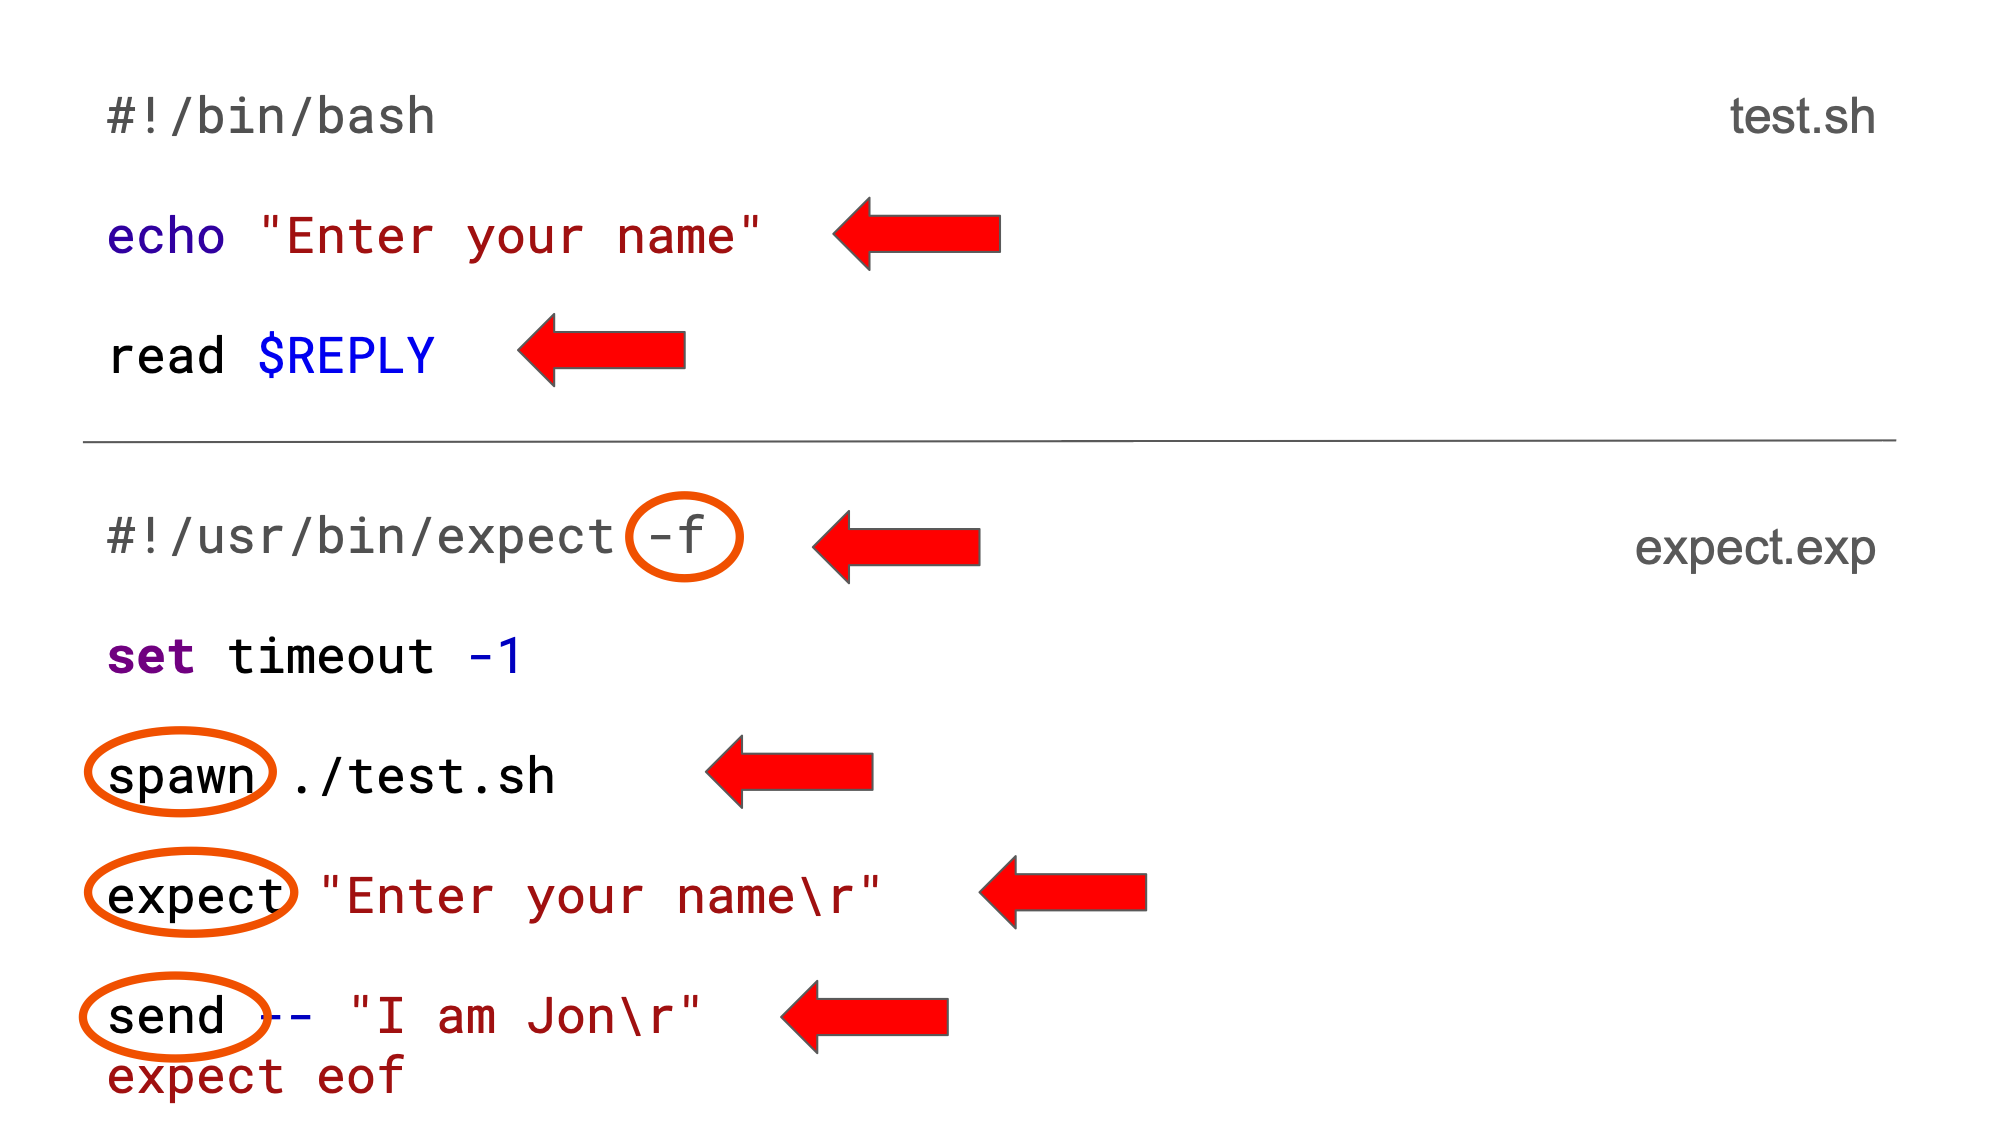 #!/bin/bash
test.sh
echo "Enter your name"
read $REPLY
#!/usr/bin/expect -f
expect.exp
set timeout -1
spawn ./test.sh
expect "Enter your name\r"
send -- "I am Jon\r"
expect eof